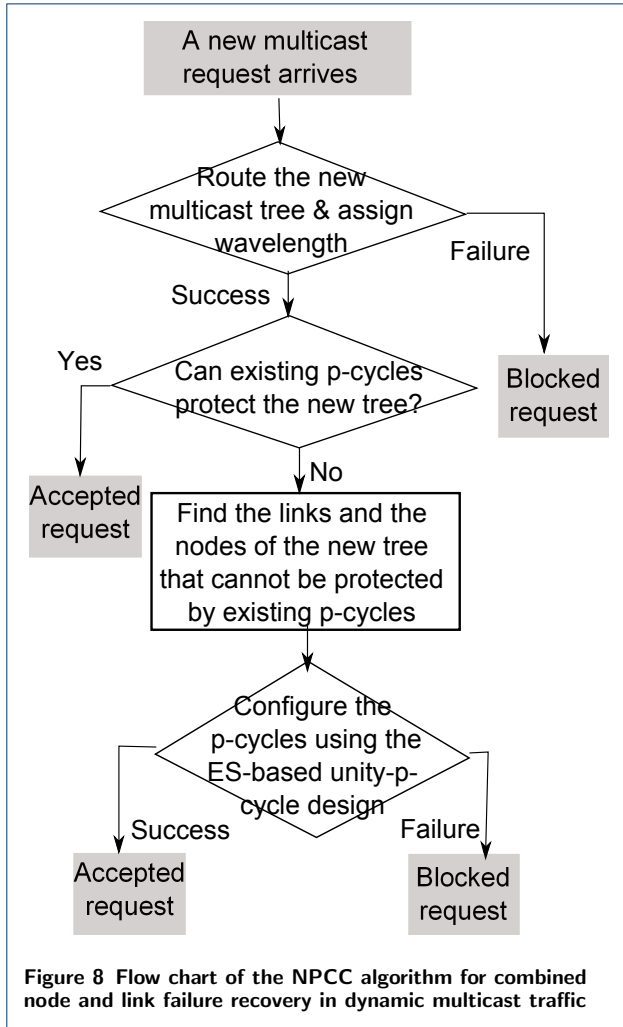 A new multicast
request arrives
Route the new
multicast tree & assign
wavelength
Failure
Success
Yes
Can existing p-cycles
protect the new tree?
Blocked
request
No
Accepted
request
Find the links and the
nodes of the new tree
that cannot be protected
by existing p-cycles
Configure the
p-cycles using the
ES-based unity-p-
cycle design
Success
Failure
Accepted
request
Blocked
request
Figure 8 Flow chart of the NPCC algorithm for combined
node and link failure recovery in dynamic multicast traffic